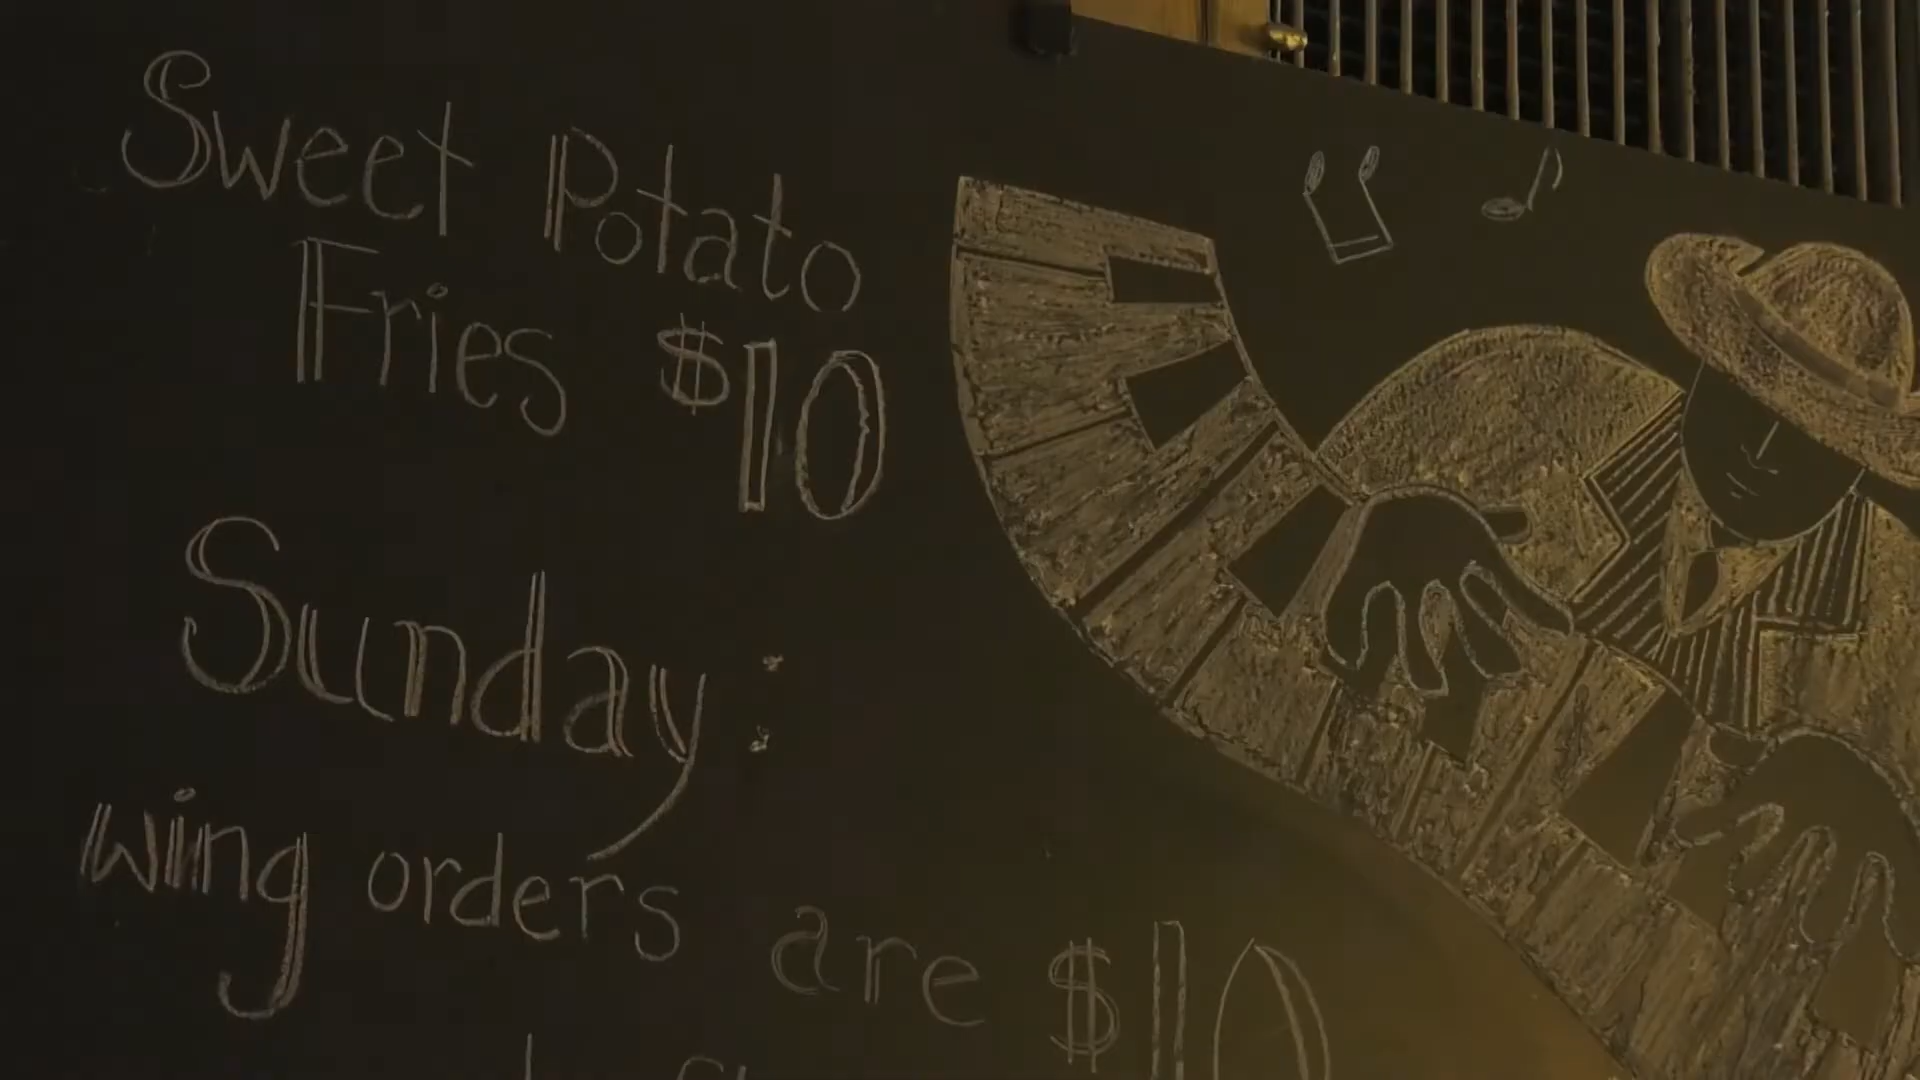 Sweet Potato
Fries $10
Sunday:
wing orders are $10